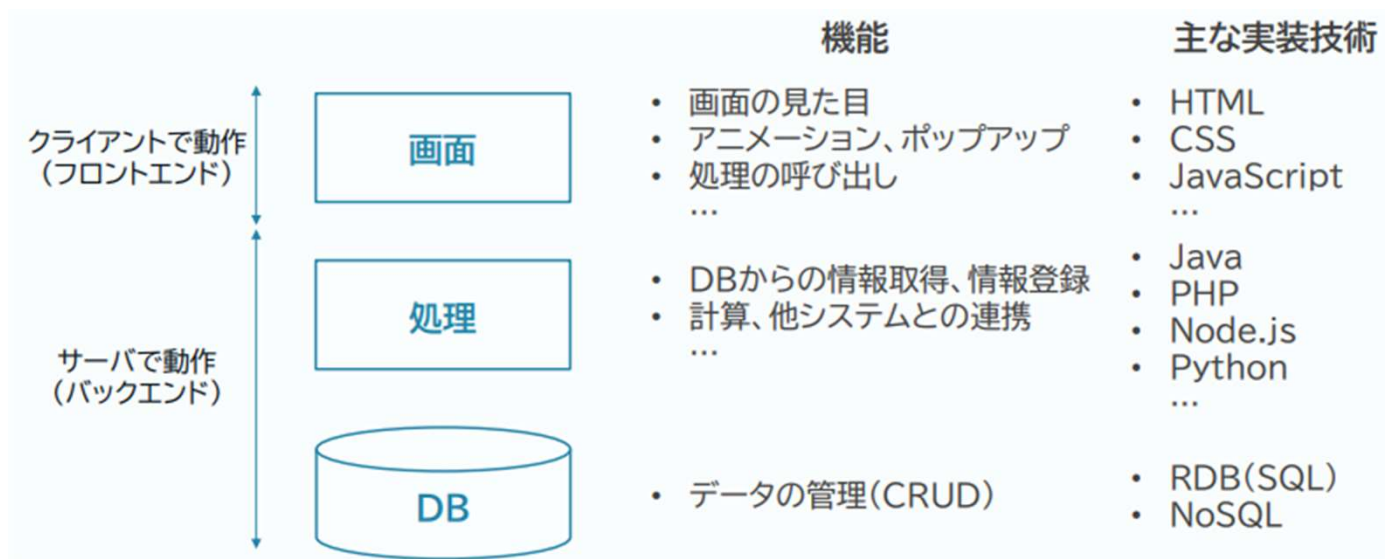 機能
主な実装技術
クライアントで動作
(フロントエンド)
画面
• 画面の見た目
• アニメーション、ポップアップ
• 処理の呼び出し
…
• HTML
• CSS
• JavaScript
…
サーバで動作
(バックエンド)
処理
• DBからの情報取得、情報登録
• 計算、他システムとの連携
…
• Java
• PHP
• Node.js
• Python
…
DB
• データの管理(CRUD)
• RDB(SQL)
• NoSQL